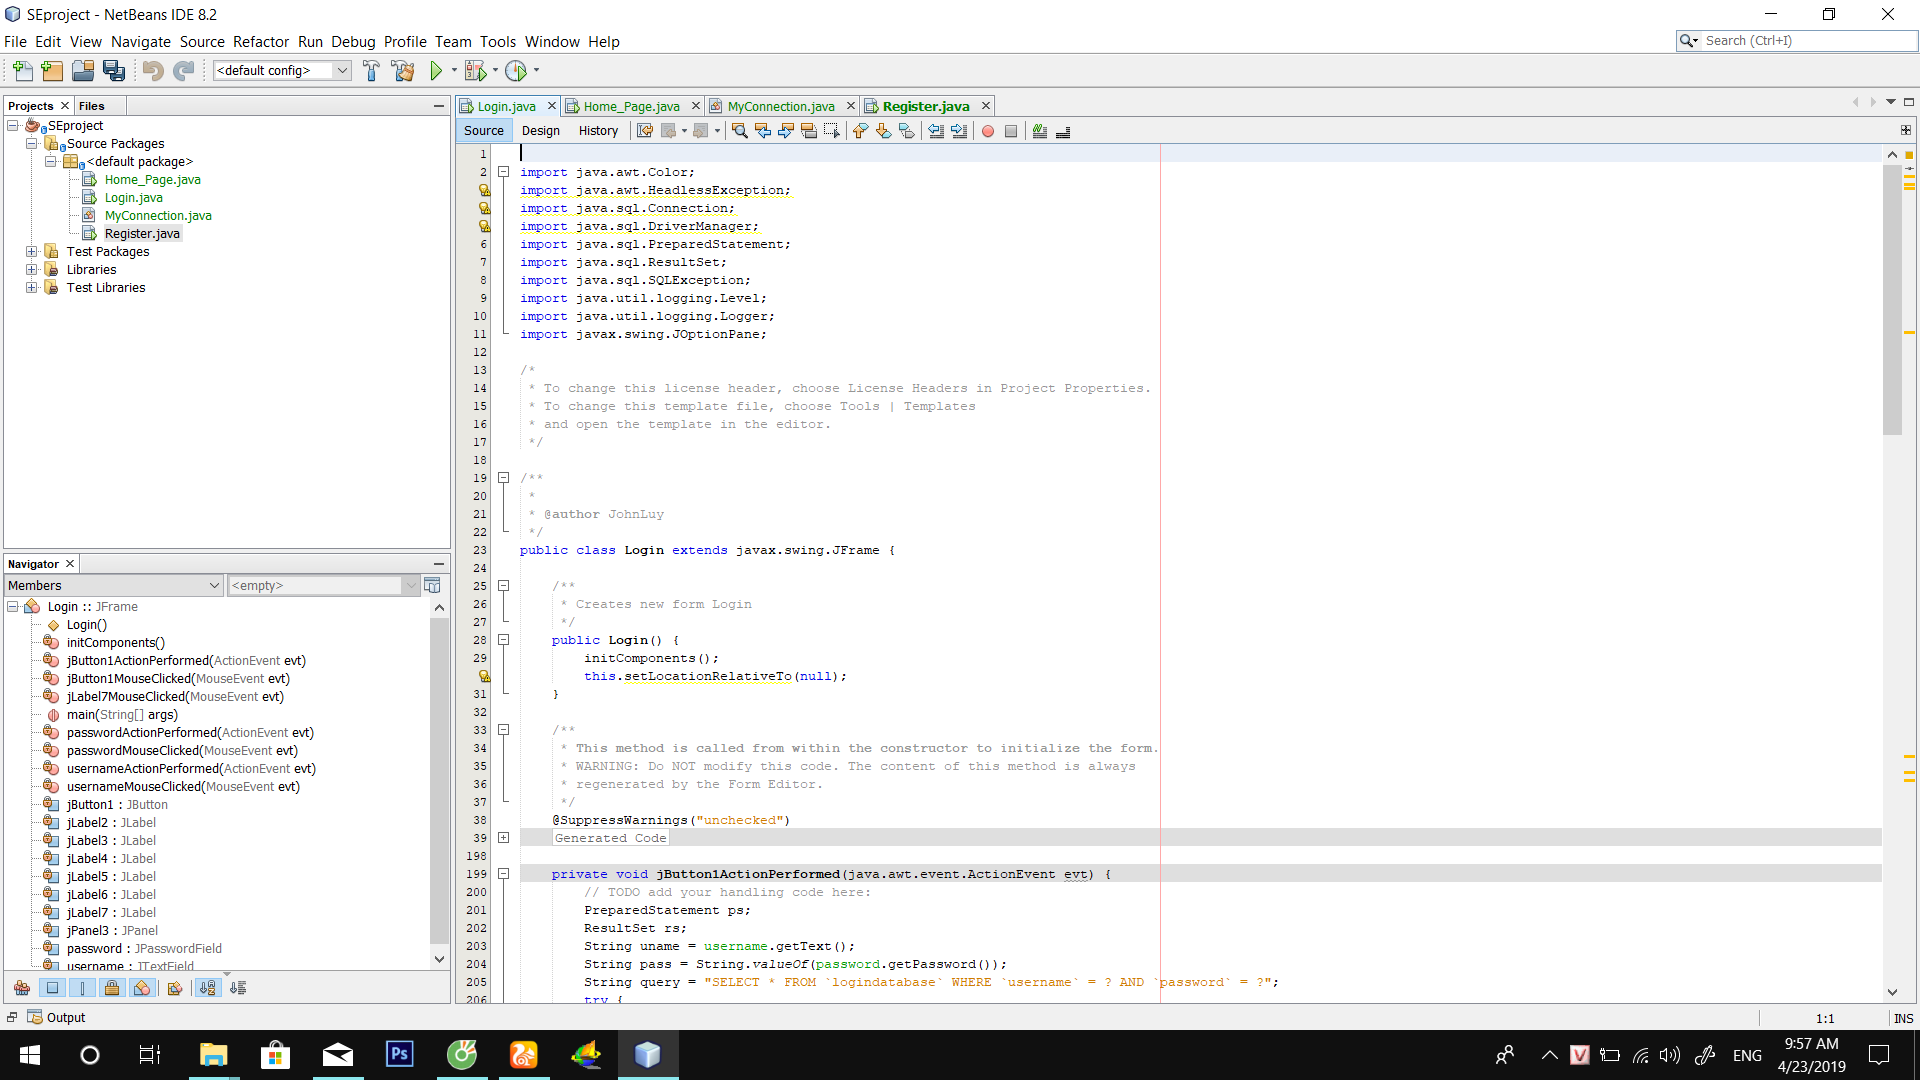 SEproject - NetBeans IDE 8.2
File Edit View Navigate Source Refactor Run Debug Profile Team Tools Window Help
Search (Ctrl+I)
<default config>
Projects Files
SEproject
Source Packages
<default package>
Home_Page.java
Login.java
MyConnection.java
Register.java
Test Packages
Libraries
Test Libraries
Navigator
Members <empty>
Login :: JFrame
Login()
initComponents()
jButton1ActionPerformed(ActionEvent evt)
jButton1MouseClicked(MouseEvent evt)
jLabel7MouseClicked(MouseEvent evt)
main(String[] args)
passwordActionPerformed(ActionEvent evt)
passwordMouseClicked(MouseEvent evt)
usernameActionPerformed(ActionEvent evt)
usernameMouseClicked(MouseEvent evt)
jButton1 : JButton
jLabel2 : JLabel
jLabel3 : JLabel
jLabel4 : JLabel
jLabel5 : JLabel
jLabel6 : JLabel
jLabel7 : JLabel
jPanel3 : JPanel
password : JPasswordField
username : JTextField
Login.java Home_Page.java MyConnection.java Register.java
Source Design History
1
2 import java.awt.Color;
import java.awt.HeadlessException;
import java.sql.Connection;
import java.sql.DriverManager;
6 import java.sql.PreparedStatement;
7 import java.sql.ResultSet;
8 import java.sql.SQLException;
9 import java.util.logging.Level;
10 import java.util.logging.Logger;
11 import javax.swing.JOptionPane;
12
13 /*
14 * To change this license header, choose License Headers in Project Properties.
15 * To change this template file, choose Tools | Templates
16 * and open the template in the editor.
17 */
18
19 /**
20 *
21 * @author JohnLuy
22 */
23 public class Login extends javax.swing.JFrame {
24
25 /**
26 * Creates new form Login
27 */
28 public Login() {
29 initComponents();
this.setLocationRelativeTo(null);
31 }
32
33 /**
34 * This method is called from within the constructor to initialize the form.
35 * WARNING: Do NOT modify this code. The content of this method is always
36 * regenerated by the Form Editor.
37 */
38 @SuppressWarnings("unchecked")
39 Generated Code
198
199 private void jButton1ActionPerformed(java.awt.event.ActionEvent evt) {
200 // TODO add your handling code here:
201 PreparedStatement ps;
202 ResultSet rs;
203 String uname = username.getText();
204 String pass = String.valueOf(password.getPassword());
205 String query = "SELECT * FROM `logindatabase` WHERE `username` = ? AND `password` = ?";
206 try {
Output
1:1 INS
Ps
ENG
9:57 AM
4/23/2019